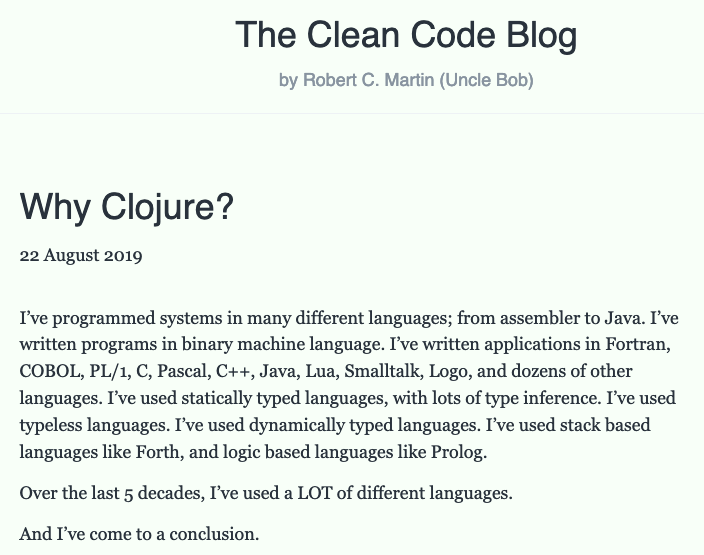 The Clean Code Blog
by Robert C. Martin (Uncle Bob)
Why Clojure?
22 August 2019
I’ve programmed systems in many different languages; from assembler to Java. I’ve
written programs in binary machine language. I’ve written applications in Fortran,
COBOL, PL/1, C, Pascal, C++, Java, Lua, Smalltalk, Logo, and dozens of other
languages. I’ve used statically typed languages, with lots of type inference. I’ve used
typeless languages. I’ve used dynamically typed languages. I’ve used stack based
languages like Forth, and logic based languages like Prolog.
Over the last 5 decades, I’ve used a LOT of different languages.
And I’ve come to a conclusion.